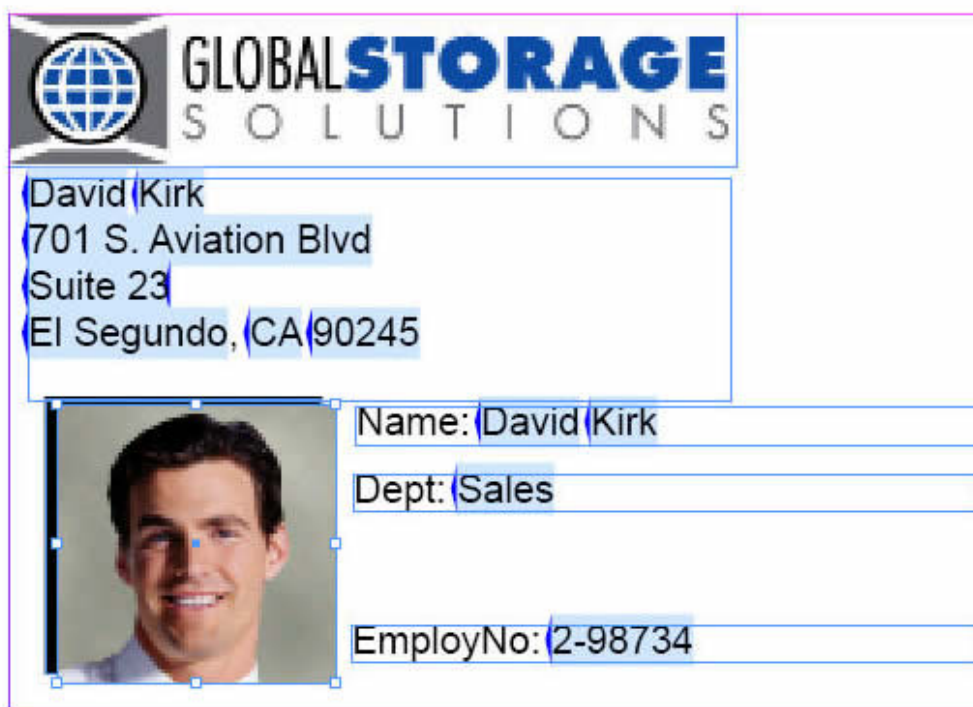 GLOBALSTORAGE
SOLUTIONS
David Kirk
701 S. Aviation Blvd
Suite 23
El Segundo, CA 90245
Name: David Kirk
Dept: Sales
EmployNo: 2-98734